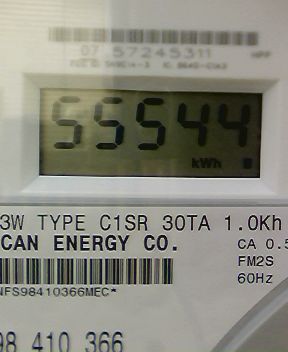 07 57245311
55544
kWh
3W TYPE C1SR 30TA 1.0Kh
CAN ENERGY CO.
CA 0.5
FM2S
60Hz
NFS98410366MEC*
98 410 366